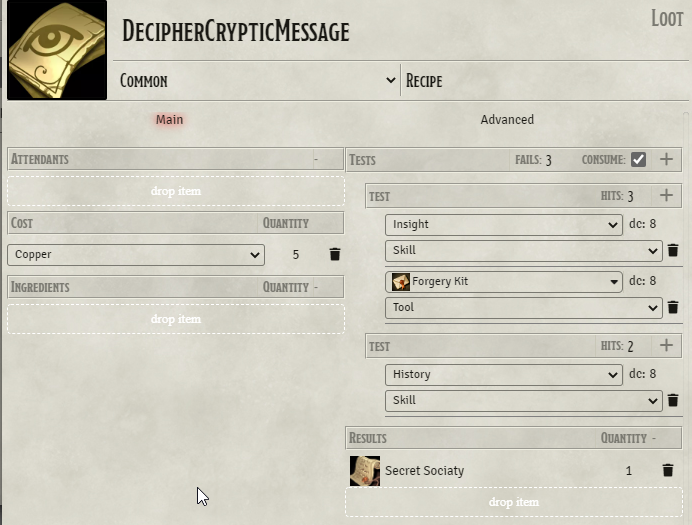 DecipherCrypticMessage
Loot
Common
Recipe
Main
Advanced
Attendants -
drop item
Cost Quantity
Copper 5
Ingredients Quantity -
drop item
Tests Fails: 3 Consume: +
test Hits: 3 +
Insight dc: 8
Skill
Forgery Kit dc: 8
Tool
test Hits: 2 +
History dc: 8
Skill
Results Quantity -
Secret Sociaty 1
drop item